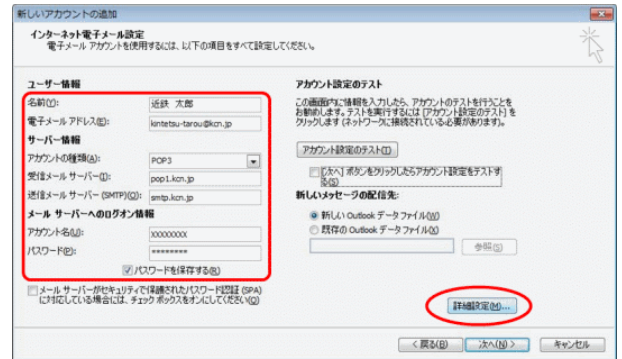 新しいアカウントの追加
インターネット電子メール設定
電子メール アカウントを使用するには、以下の項目をすべて設定してください。
ユーザー情報
名前(Y):
近鉄 太郎
電子メール アドレス(E):
kintetsu-tarou@kcn.jp
サーバー情報
アカウントの種類(A):
POP3
受信メール サーバー(I):
pop1.kcn.jp
送信メール サーバー (SMTP)(O):
smtp.kcn.jp
メール サーバーへのログオン情報
アカウント名(U):
xxxxxxxx
パスワード(P):
********
パスワードを保存する(R)
メール サーバーがセキュリティで保護されたパスワード認証 (SPA)
に対応している場合には、チェック ボックスをオンにしてください(Q)
アカウント設定のテスト
この画面内に情報を入力したら、アカウントのテストを行うことを
お勧めします。テストを実行するには [アカウント設定のテスト] を
クリックします (ネットワークに接続されている必要があります)。
アカウント設定のテスト(T)
[次へ] ボタンをクリックしたらアカウント設定をテストす
る(S)
新しいメッセージの配信先:
新しい Outlook データ ファイル(W)
既存の Outlook データ ファイル(X)
参照(S)
詳細設定(M)...
< 戻る(B)
次へ(N) >
キャンセル